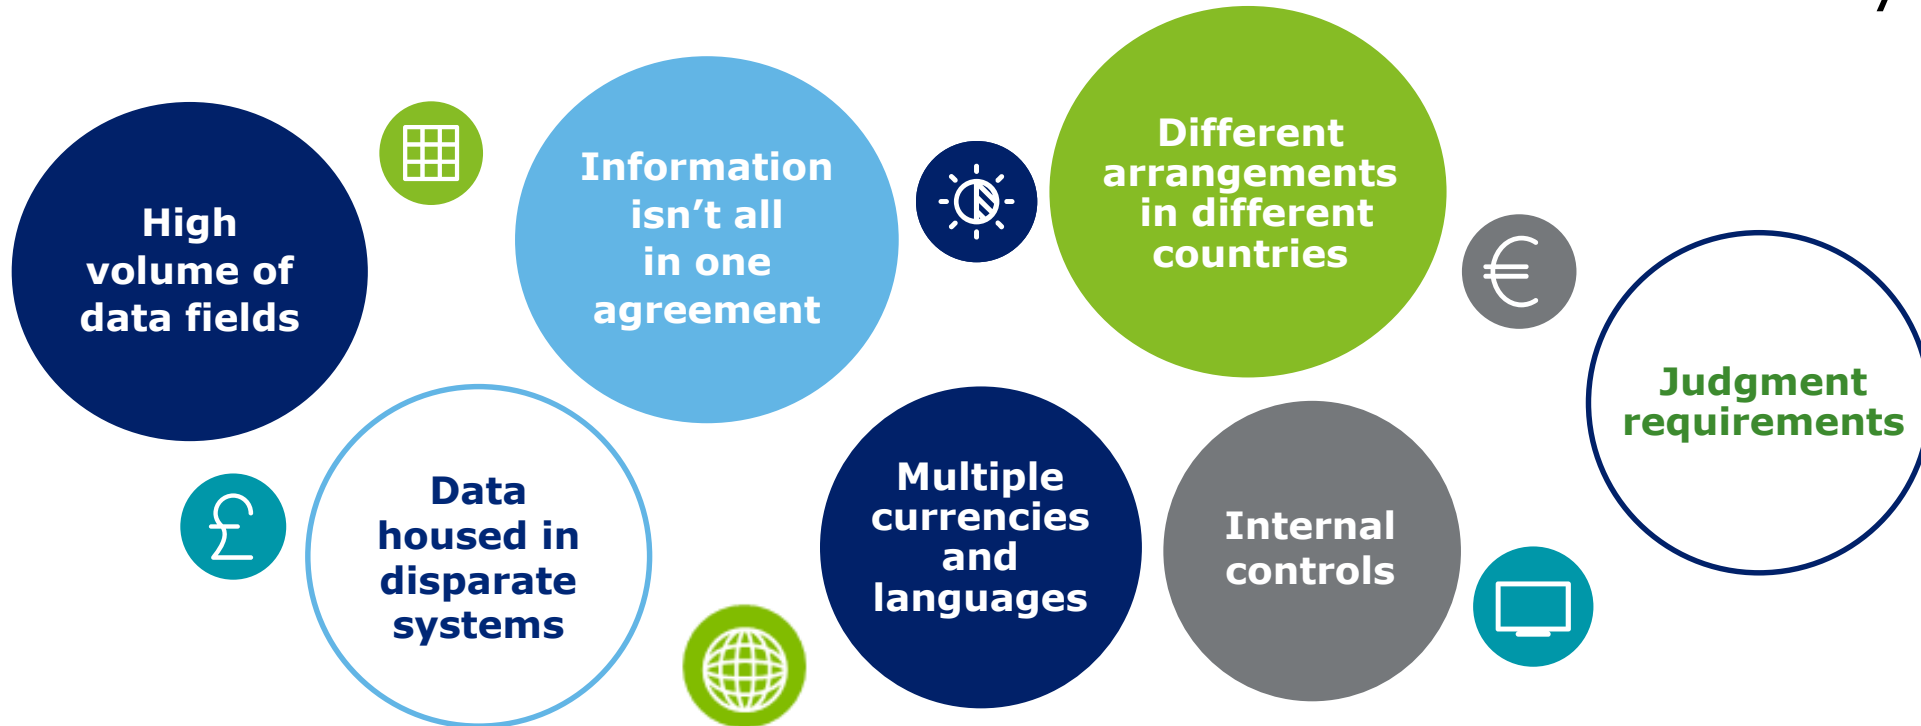 High
volume of
data fields
Information
isn’t all
in one
agreement
Different
arrangements
in different
countries
Judgment
requirements
Data
housed in
disparate
systems
Multiple
currencies
and
languages
Internal
controls
£
€